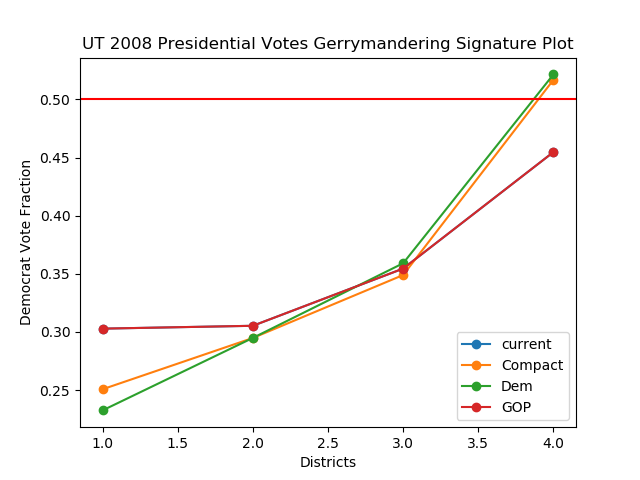 UT 2008 Presidential Votes Gerrymandering Signature Plot
0.50
0.45
0.40
0.35
0.30
0.25
Democrat Vote Fraction
current
Compact
Dem
GOP
1.0 1.5 2.0 2.5 3.0 3.5 4.0
Districts